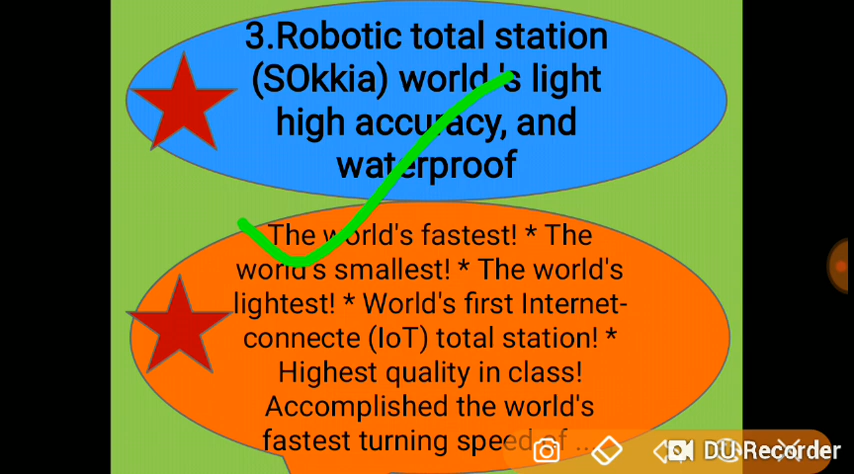 3.Robotic total station
(SOkkia) world 's light
high accuracy, and
waterproof
The world's fastest! * The
world's smallest! * The world's
lightest! * World's first Internet-
connecte (IoT) total station! *
Highest quality in class!
Accomplished the world's
fastest turning speed of ...
DU Recorder